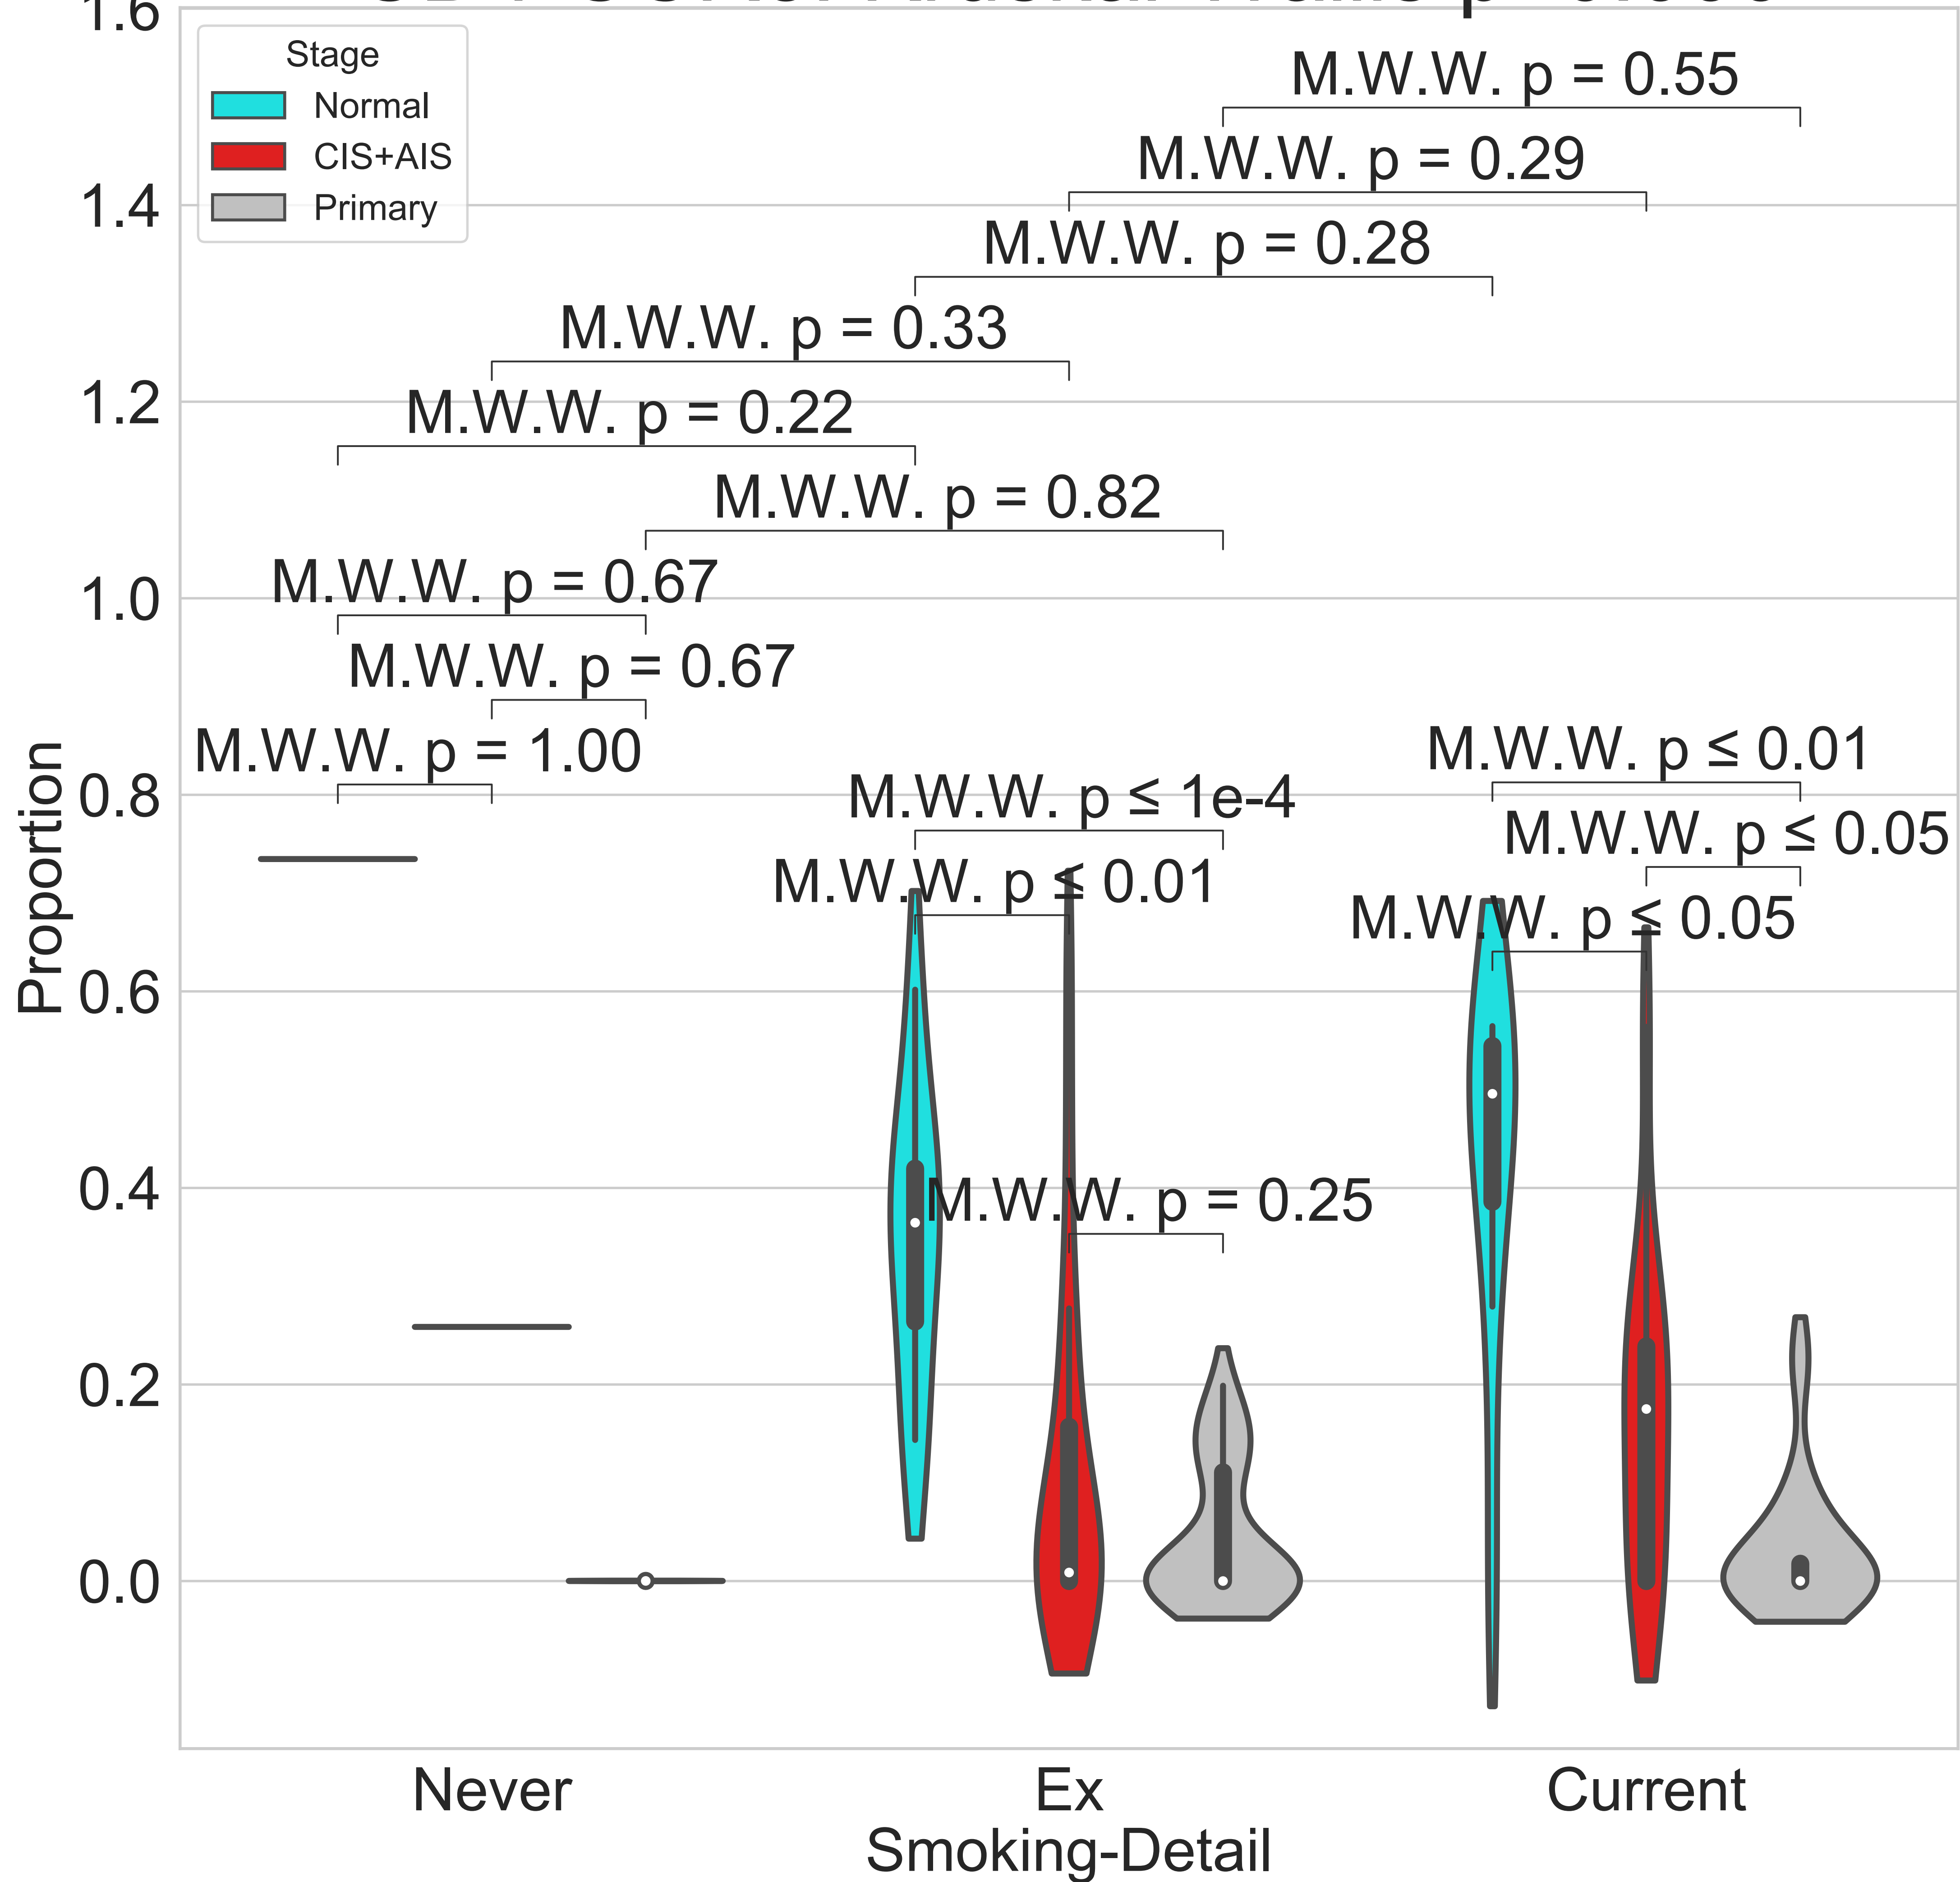 1.6
Stage
Normal
CIS+AIS
Primary
M.W.W. p = 0.55
M.W.W. p = 0.29
1.4
M.W.W. p = 0.28
M.W.W. p = 0.33
1.2
M.W.W. p = 0.22
M.W.W. p = 0.82
1.0
M.W.W. p = 0.67
M.W.W. p = 0.67
M.W.W. p = 1.00
M.W.W. p ≤ 0.01
0.8
M.W.W. p ≤ 1e-4
M.W.W. p ≤ 0.05
M.W.W. p ≤ 0.01
M.W.W. p ≤ 0.05
Proportion
0.6
0.4
M.W.W. p = 0.25
0.2
0.0
Never
Ex
Current
Smoking-Detail